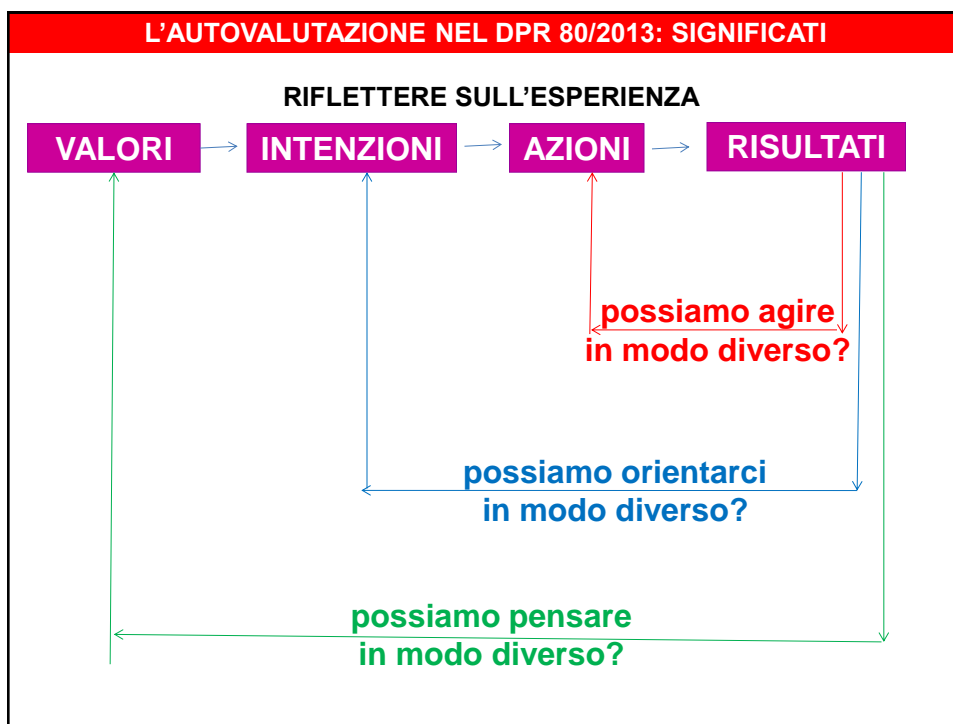 L’AUTOVALUTAZIONE NEL DPR 80/2013: SIGNIFICATI
RIFLETTERE SULL’ESPERIENZA
VALORI INTENZIONI AZIONI RISULTATI
possiamo agire
in modo diverso?
possiamo orientarci
in modo diverso?
possiamo pensare
in modo diverso?